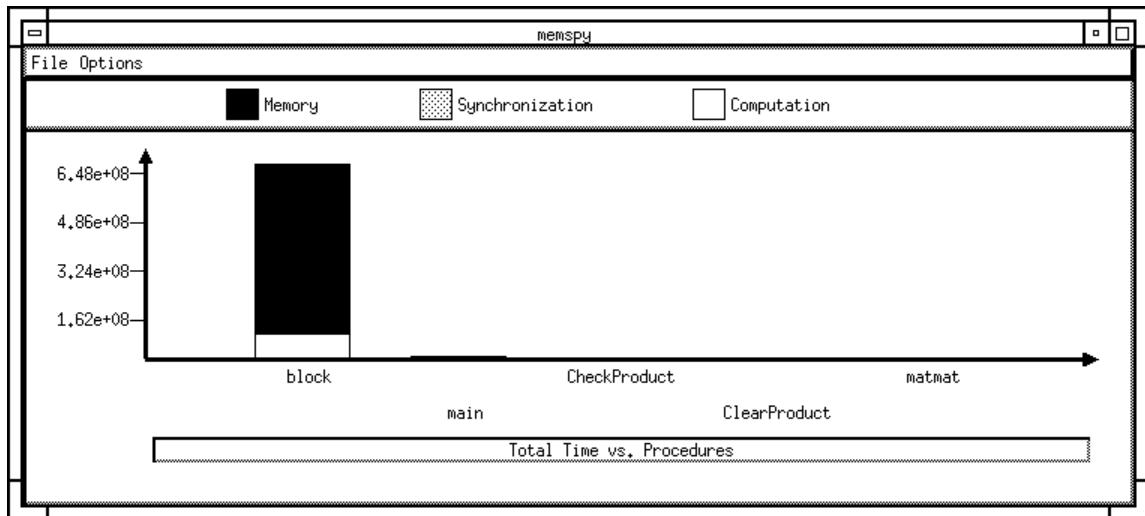 memspy
File Options
Memory Synchronization Computation
6.48e+08
4.86e+08
3.24e+08
1.62e+08
block CheckProduct matmat
main ClearProduct
Total Time vs. Procedures